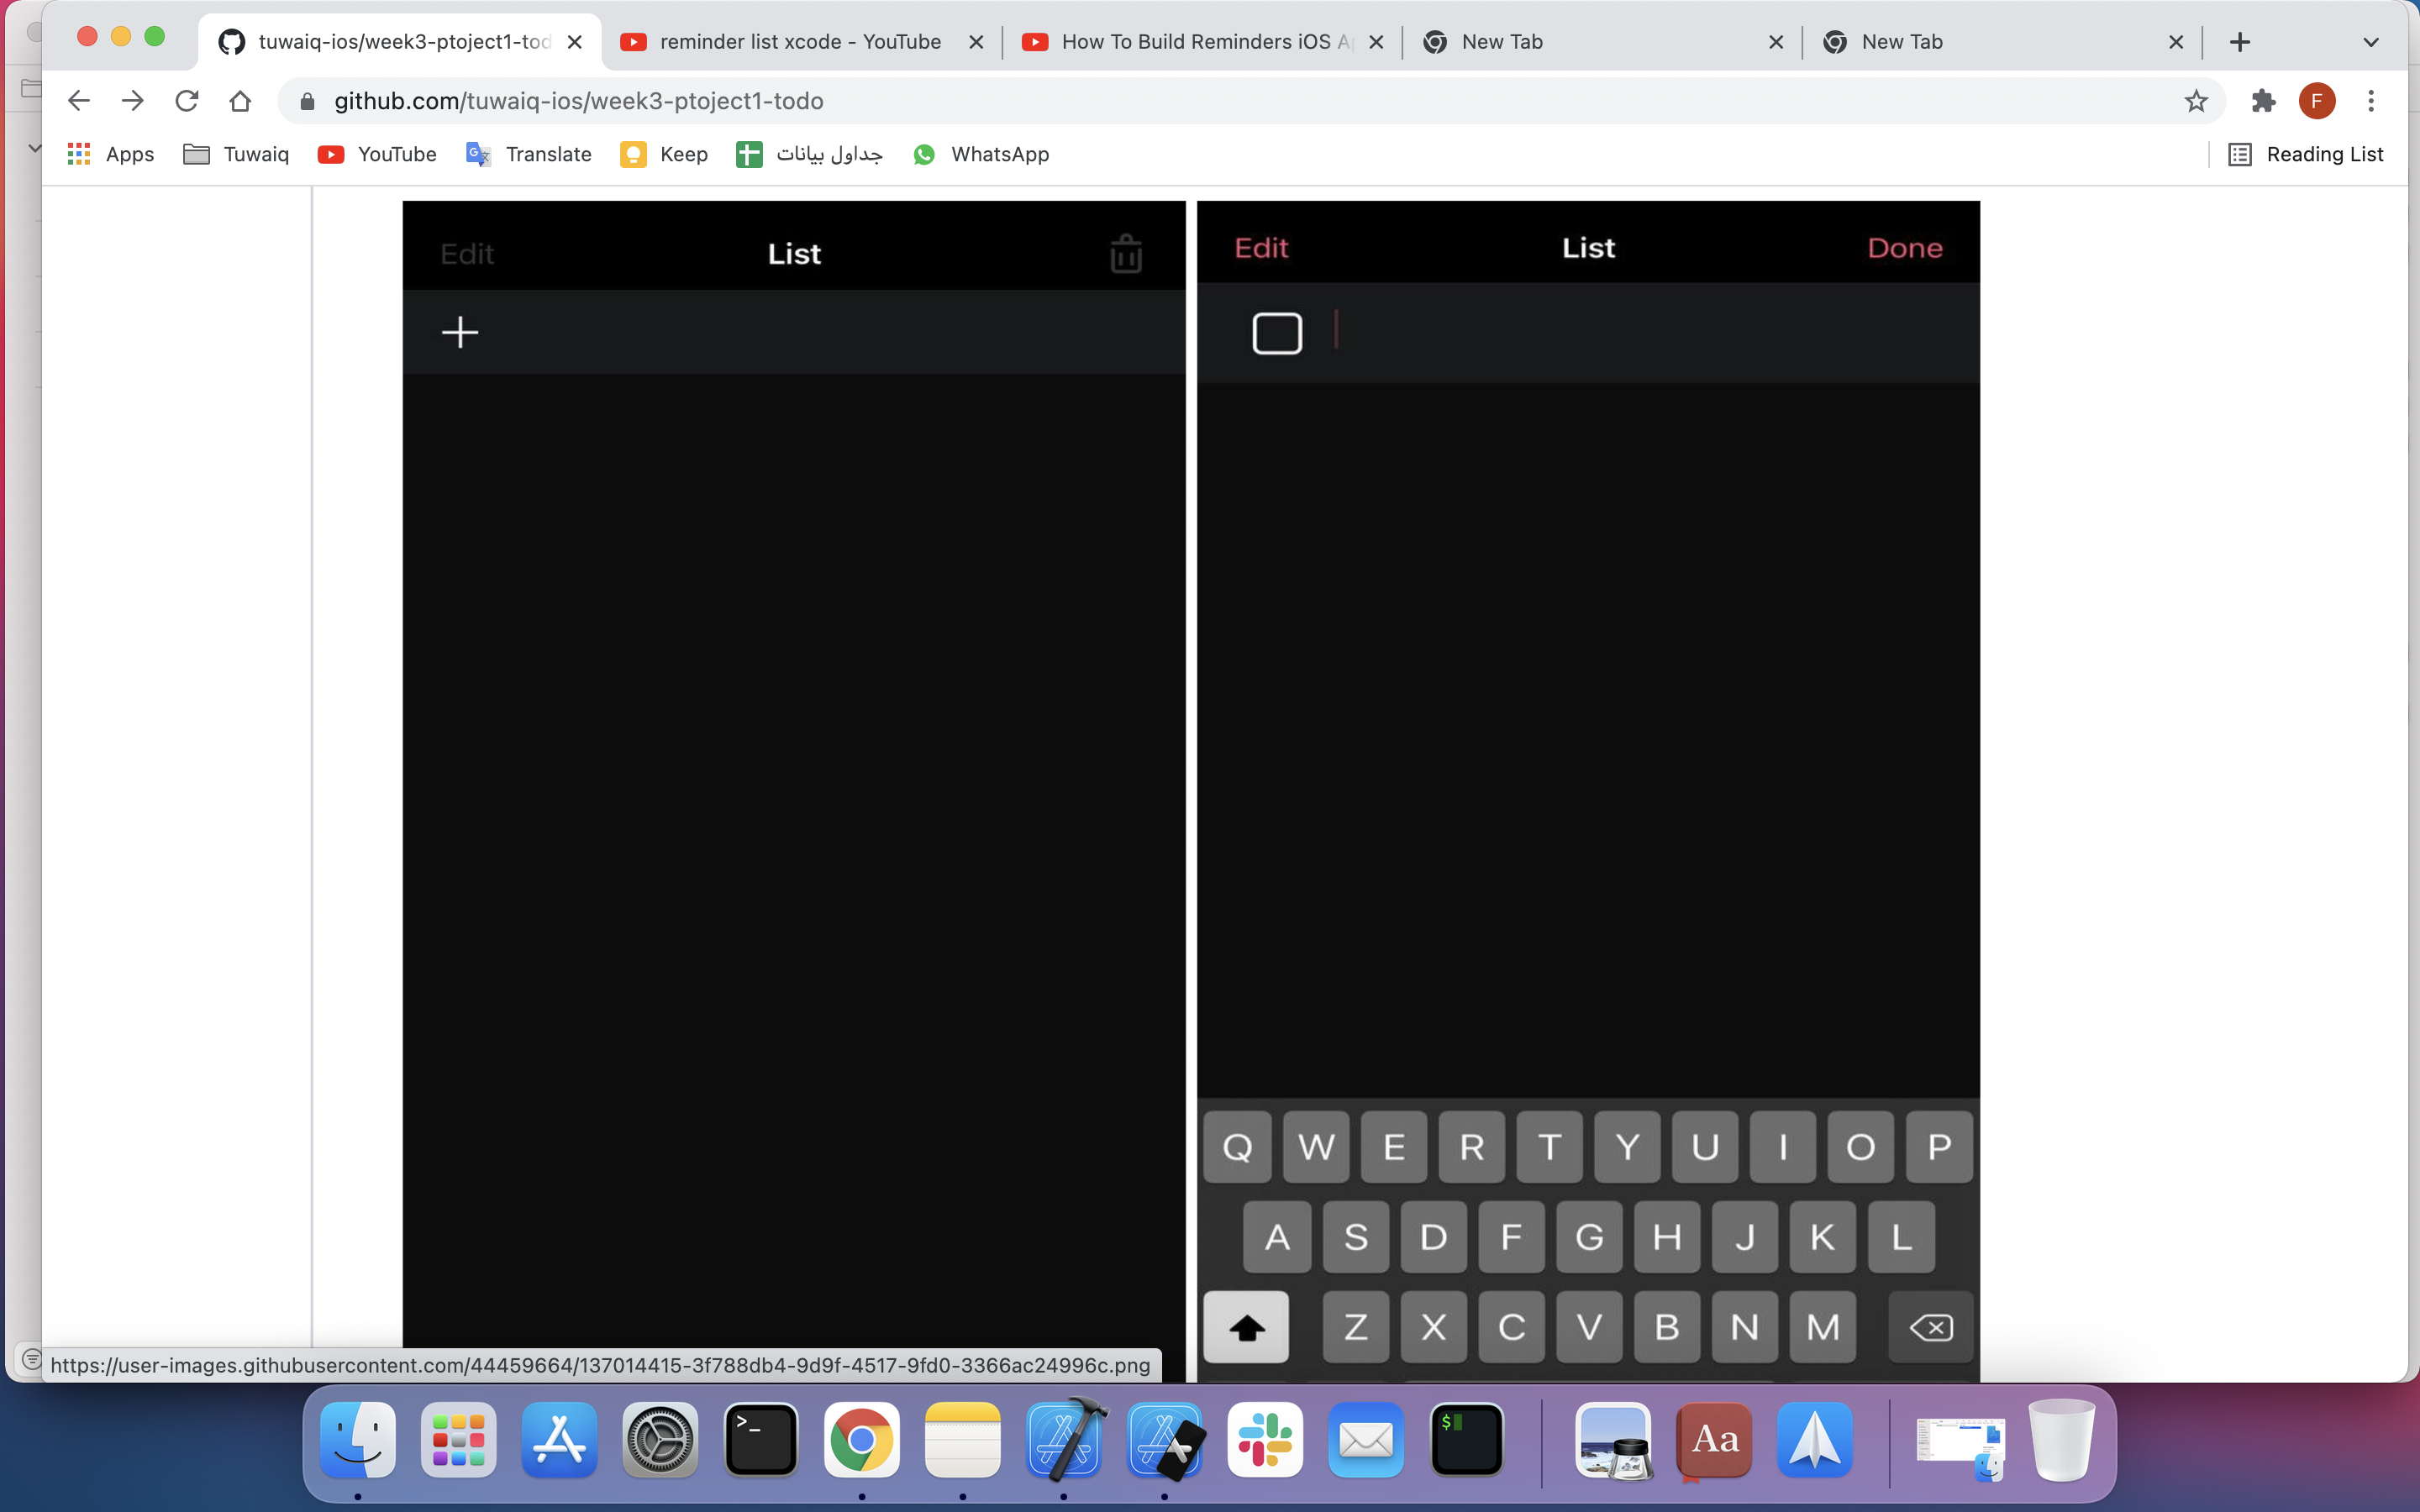 tuwaiq-ios/week3-ptoject1-tod
reminder list xcode - YouTube
How To Build Reminders iOS A
New Tab
New Tab
github.com/tuwaiq-ios/week3-ptoject1-todo
F
Apps
Tuwaiq
YouTube
Translate
Keep
جداول بيانات
WhatsApp
Reading List
Edit
List
Edit
List
Done
Q W E R T Y U I O P
A S D F G H J K L
Z X C V B N M
https://user-images.githubusercontent.com/44459664/137014415-3f788db4-9d9f-4517-9fd0-3366ac24996c.png
>_
$
Aa